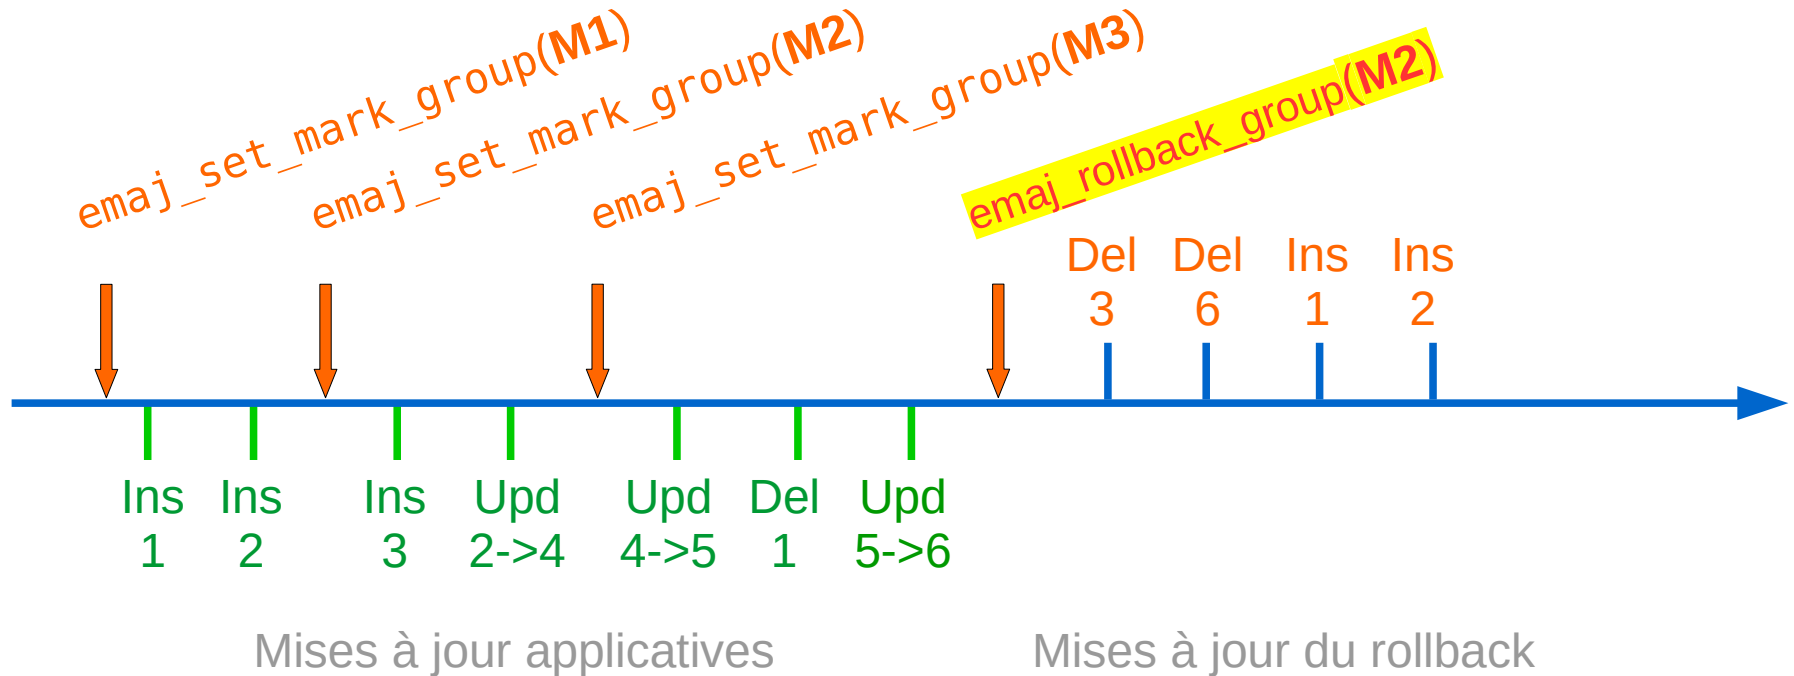 emaj_set_mark_group(M1)
emaj_set_mark_group(M2)
emaj_set_mark_group(M3)
emaj_rollback_group(M2)
Del Del Ins Ins
3 6 1 2
Ins Ins Ins Upd Upd Del Upd
1 2 3 2->4 4->5 1 5->6
Mises à jour applicatives Mises à jour du rollback